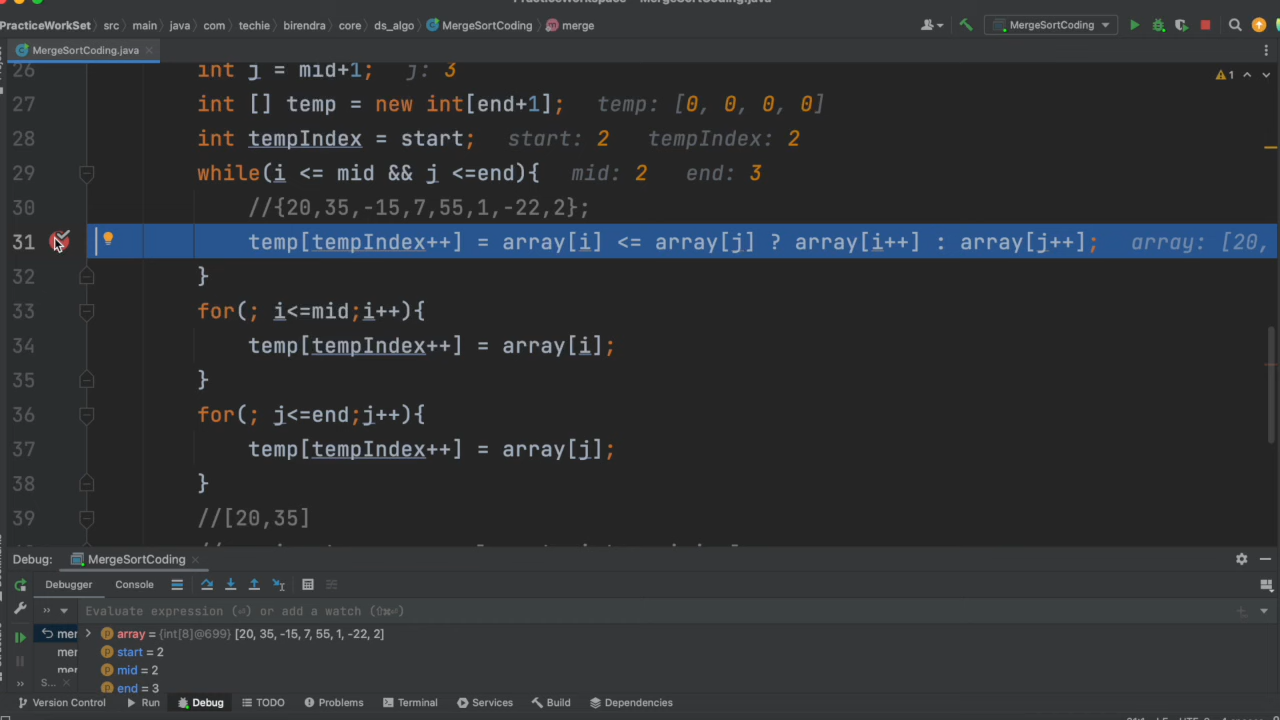 PracticeWorkSet src main java com techie birendra core ds_algo MergeSortCoding merge MergeSortCoding
MergeSortCoding.java
26 int j = mid+1; j: 3 1
27 int [] temp = new int[end+1]; temp: [0, 0, 0, 0]
28 int tempIndex = start; start: 2 tempIndex: 2
29 while(i <= mid && j <=end){ mid: 2 end: 3
30 //{20,35,-15,7,55,1,-22,2};
31 temp[tempIndex++] = array[i] <= array[j] ? array[i++] : array[j++]; array: [20,
32 }
33 for(; i<=mid;i++){
34 temp[tempIndex++] = array[i];
35 }
36 for(; j<=end;j++){
37 temp[tempIndex++] = array[j];
38 }
39 //[20,35]
Debug: MergeSortCoding
Debugger Console
Evaluate expression (⏎) or add a watch (⇧⌘⏎)
mer array = {int[8]@699} [20, 35, -15, 7, 55, 1, -22, 2]
mer start = 2
mer mid = 2
S... end = 3
Version Control Run Debug TODO Problems Terminal Services Build Dependencies